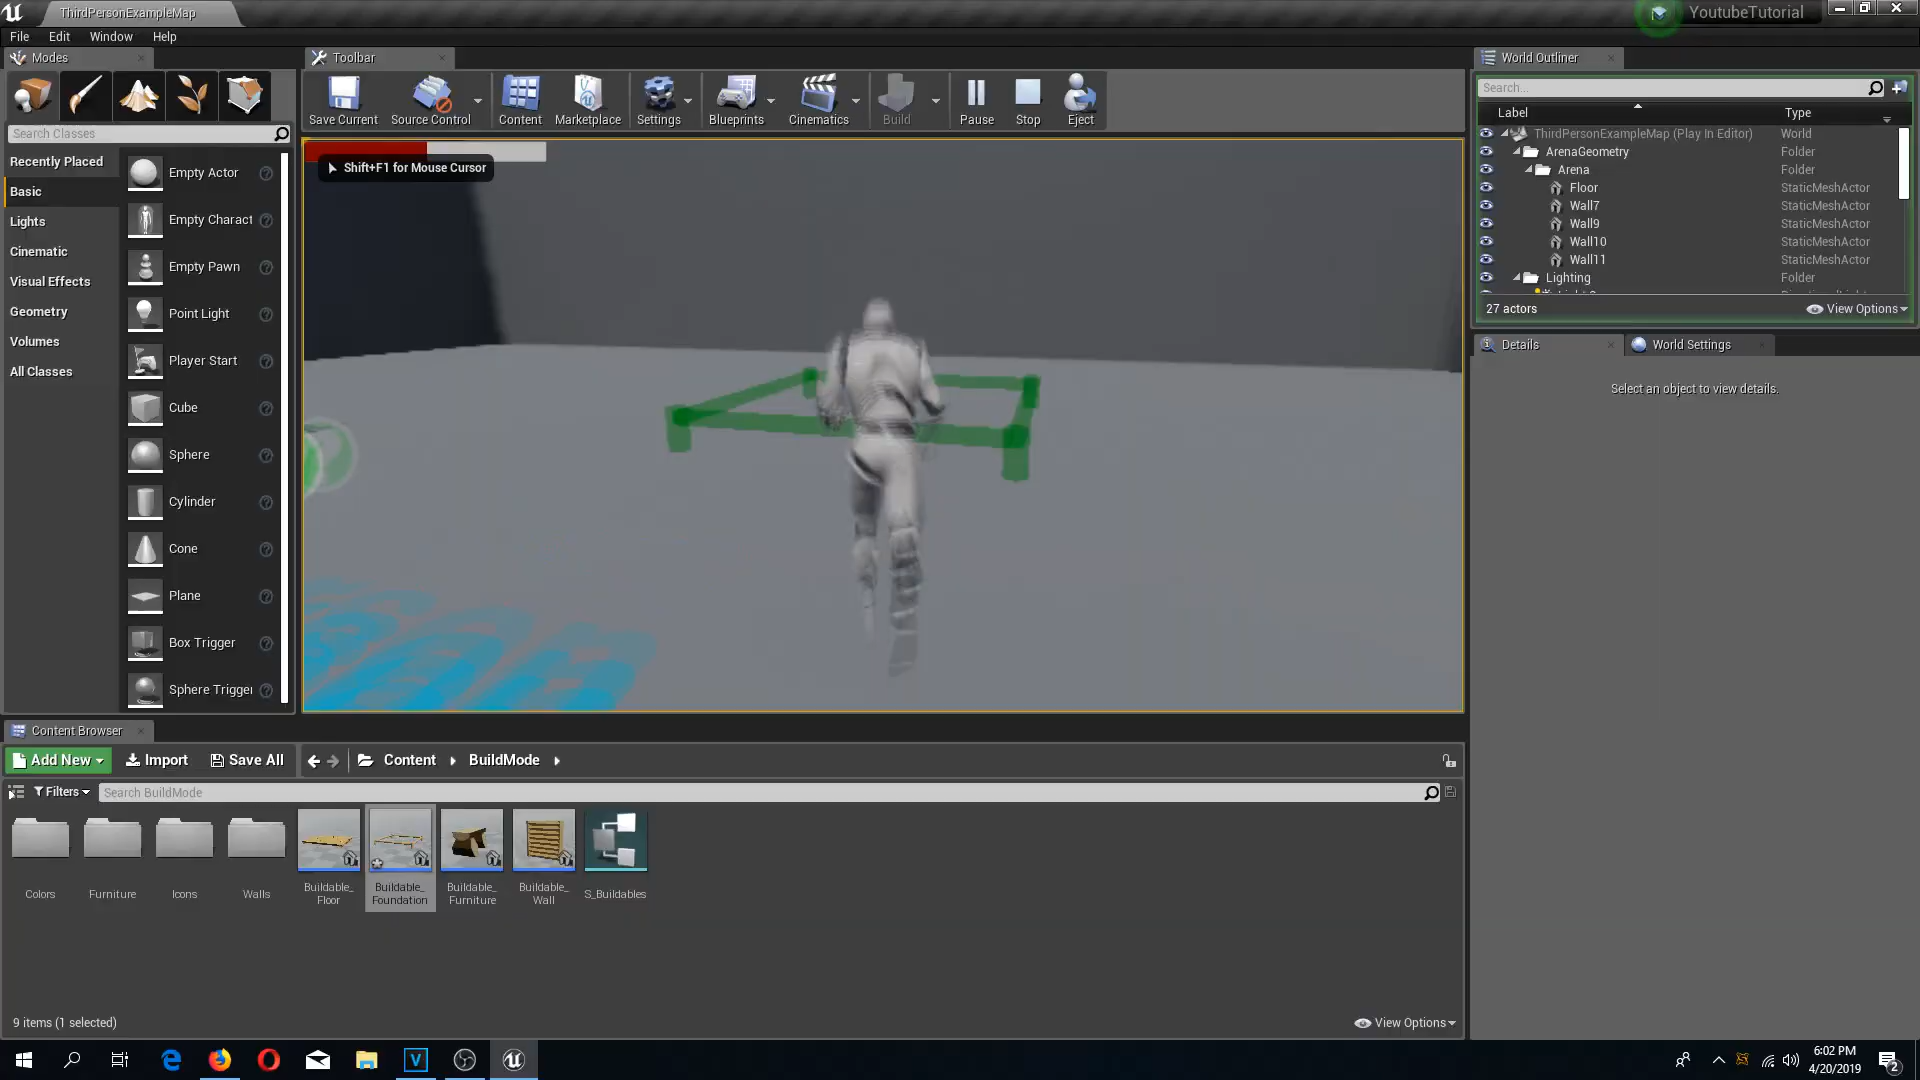 ThirdPersonExampleMap
YoutubeTutorial
File Edit Window Help
Modes
Toolbar
World Outliner
Save Current
Source Control
Content
Marketplace
Settings
Blueprints
Cinematics
Build
Pause
Stop
Eject
Search Classes
Recently Placed
Basic
Lights
Cinematic
Visual Effects
Geometry
Volumes
All Classes
Empty Actor
Empty Charact
Empty Pawn
Point Light
Player Start
Cube
Sphere
Cylinder
Cone
Plane
Box Trigger
Sphere Trigger
Shift+F1 for Mouse Cursor
Search...
Label Type
ThirdPersonExampleMap (Play In Editor) World
ArenaGeometry Folder
Arena Folder
Floor StaticMeshActor
Wall7 StaticMeshActor
Wall9 StaticMeshActor
Wall10 StaticMeshActor
Wall11 StaticMeshActor
Lighting Folder
27 actors
View Options
Details
World Settings
Select an object to view details.
Content Browser
Add New Import Save All Content BuildMode
Filters
Search BuildMode
Colors
Furniture
Icons
Walls
Buildable_
Floor
Buildable_
Foundation
Buildable_
Furniture
Buildable_
Wall
S_Buildables
9 items (1 selected)
View Options
6:02 PM
4/20/2019
2